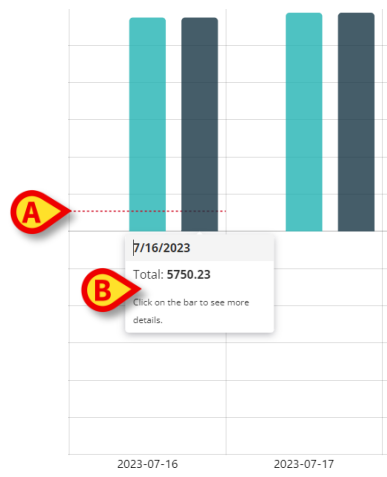 A
7/16/2023
Total: 5750.23
B
Click on the bar to see more
details.
2023-07-16
2023-07-17